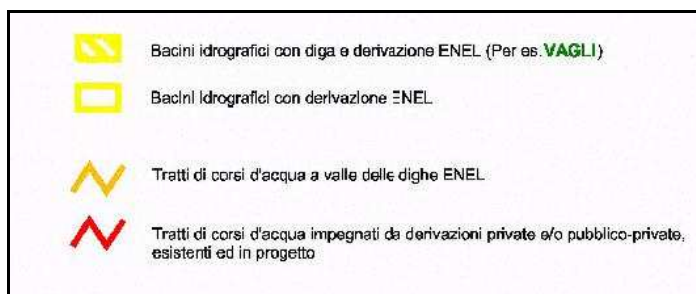 Bacini idrografici con diga e derivazione ENEL (Per es. VAGLI)
Bacini idrografici con derivazione ENEL
Tratti di corsi d'acqua a valle delle dighe ENEL
Tratti di corsi d'acqua impegnati da derivazioni private e/o pubblico-private,
esistenti ed in progetto